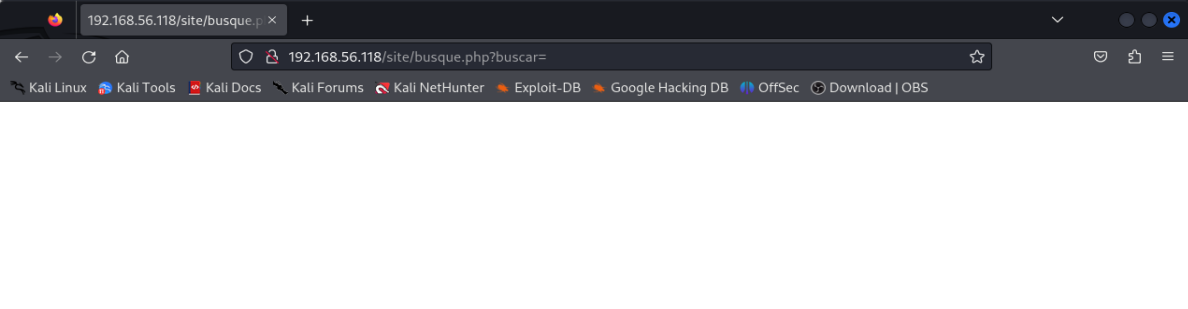 192.168.56.118/site/busque.p
192.168.56.118/site/busque.php?buscar=
Kali Linux Kali Tools Kali Docs Kali Forums Kali NetHunter Exploit-DB Google Hacking DB OffSec Download | OBS